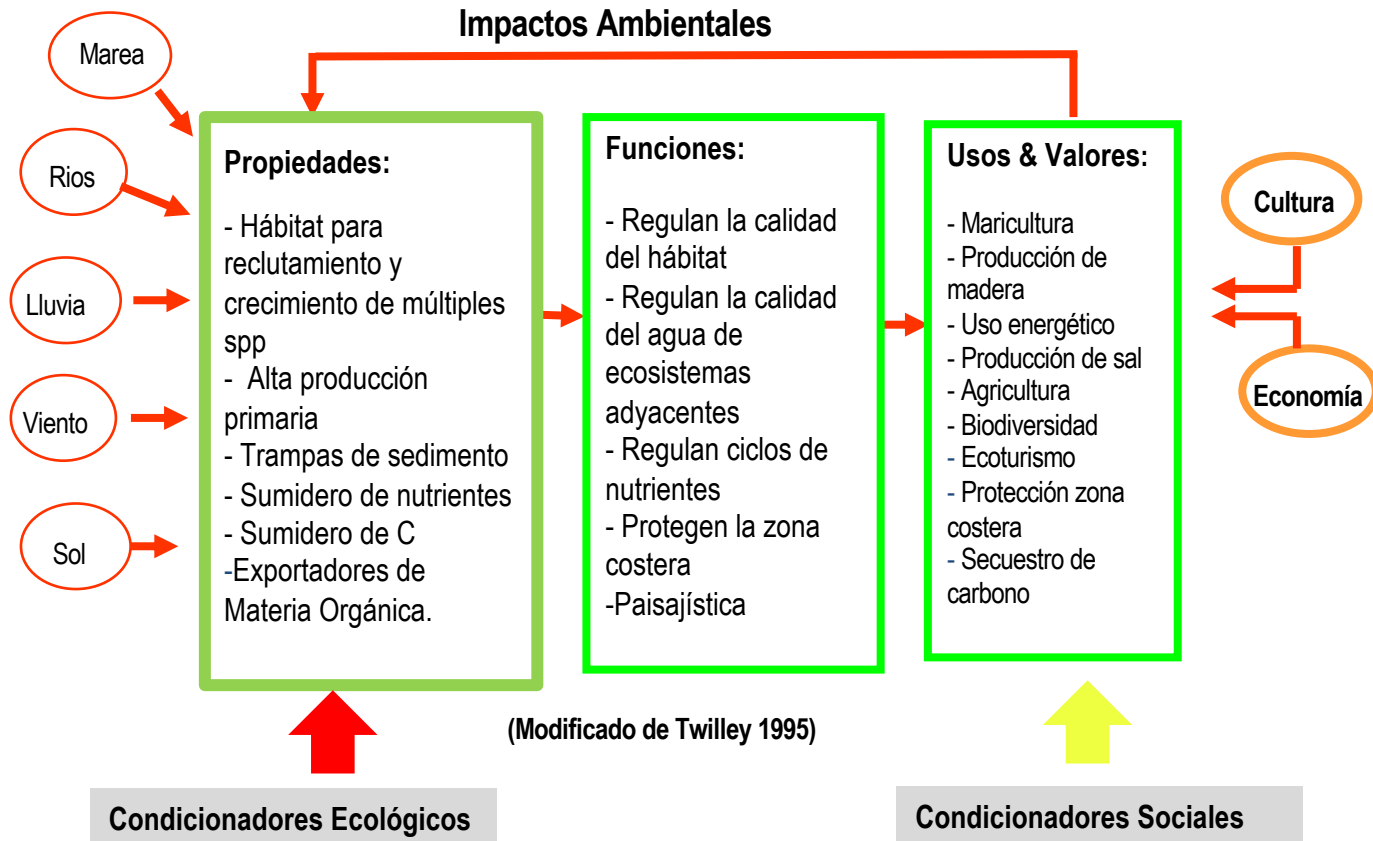 Impactos Ambientales
Marea
Rios
Lluvia
Viento
Sol
Propiedades:
- Hábitat para
reclutamiento y
crecimiento de múltiples
spp
- Alta producción
primaria
- Trampas de sedimento
- Sumidero de nutrientes
- Sumidero de C
-Exportadores de
Materia Orgánica.
Funciones:
- Regulan la calidad
del hábitat
- Regulan la calidad
del agua de
ecosistemas
adyacentes
- Regulan ciclos de
nutrientes
- Protegen la zona
costera
-Paisajística
Usos & Valores:
- Maricultura
- Producción de
madera
- Uso energético
- Producción de sal
- Agricultura
- Biodiversidad
- Ecoturismo
- Protección zona
costera
- Secuestro de
carbono
Cultura
Economía
(Modificado de Twilley 1995)
Condicionadores Ecológicos
Condicionadores Sociales